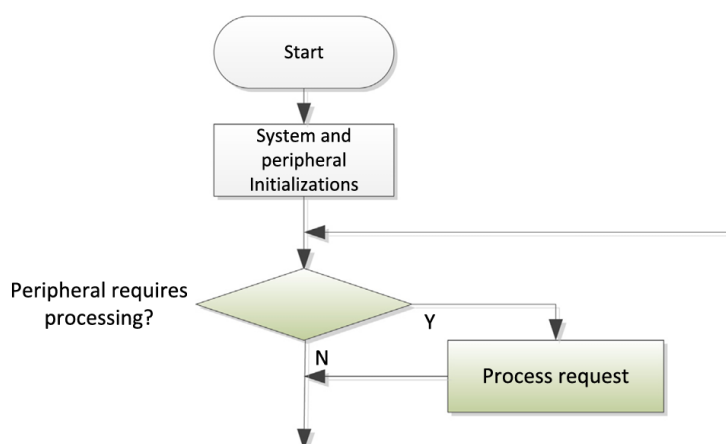 Start
System and
peripheral
Initializations
Peripheral requires
processing?
Y
N
Process request